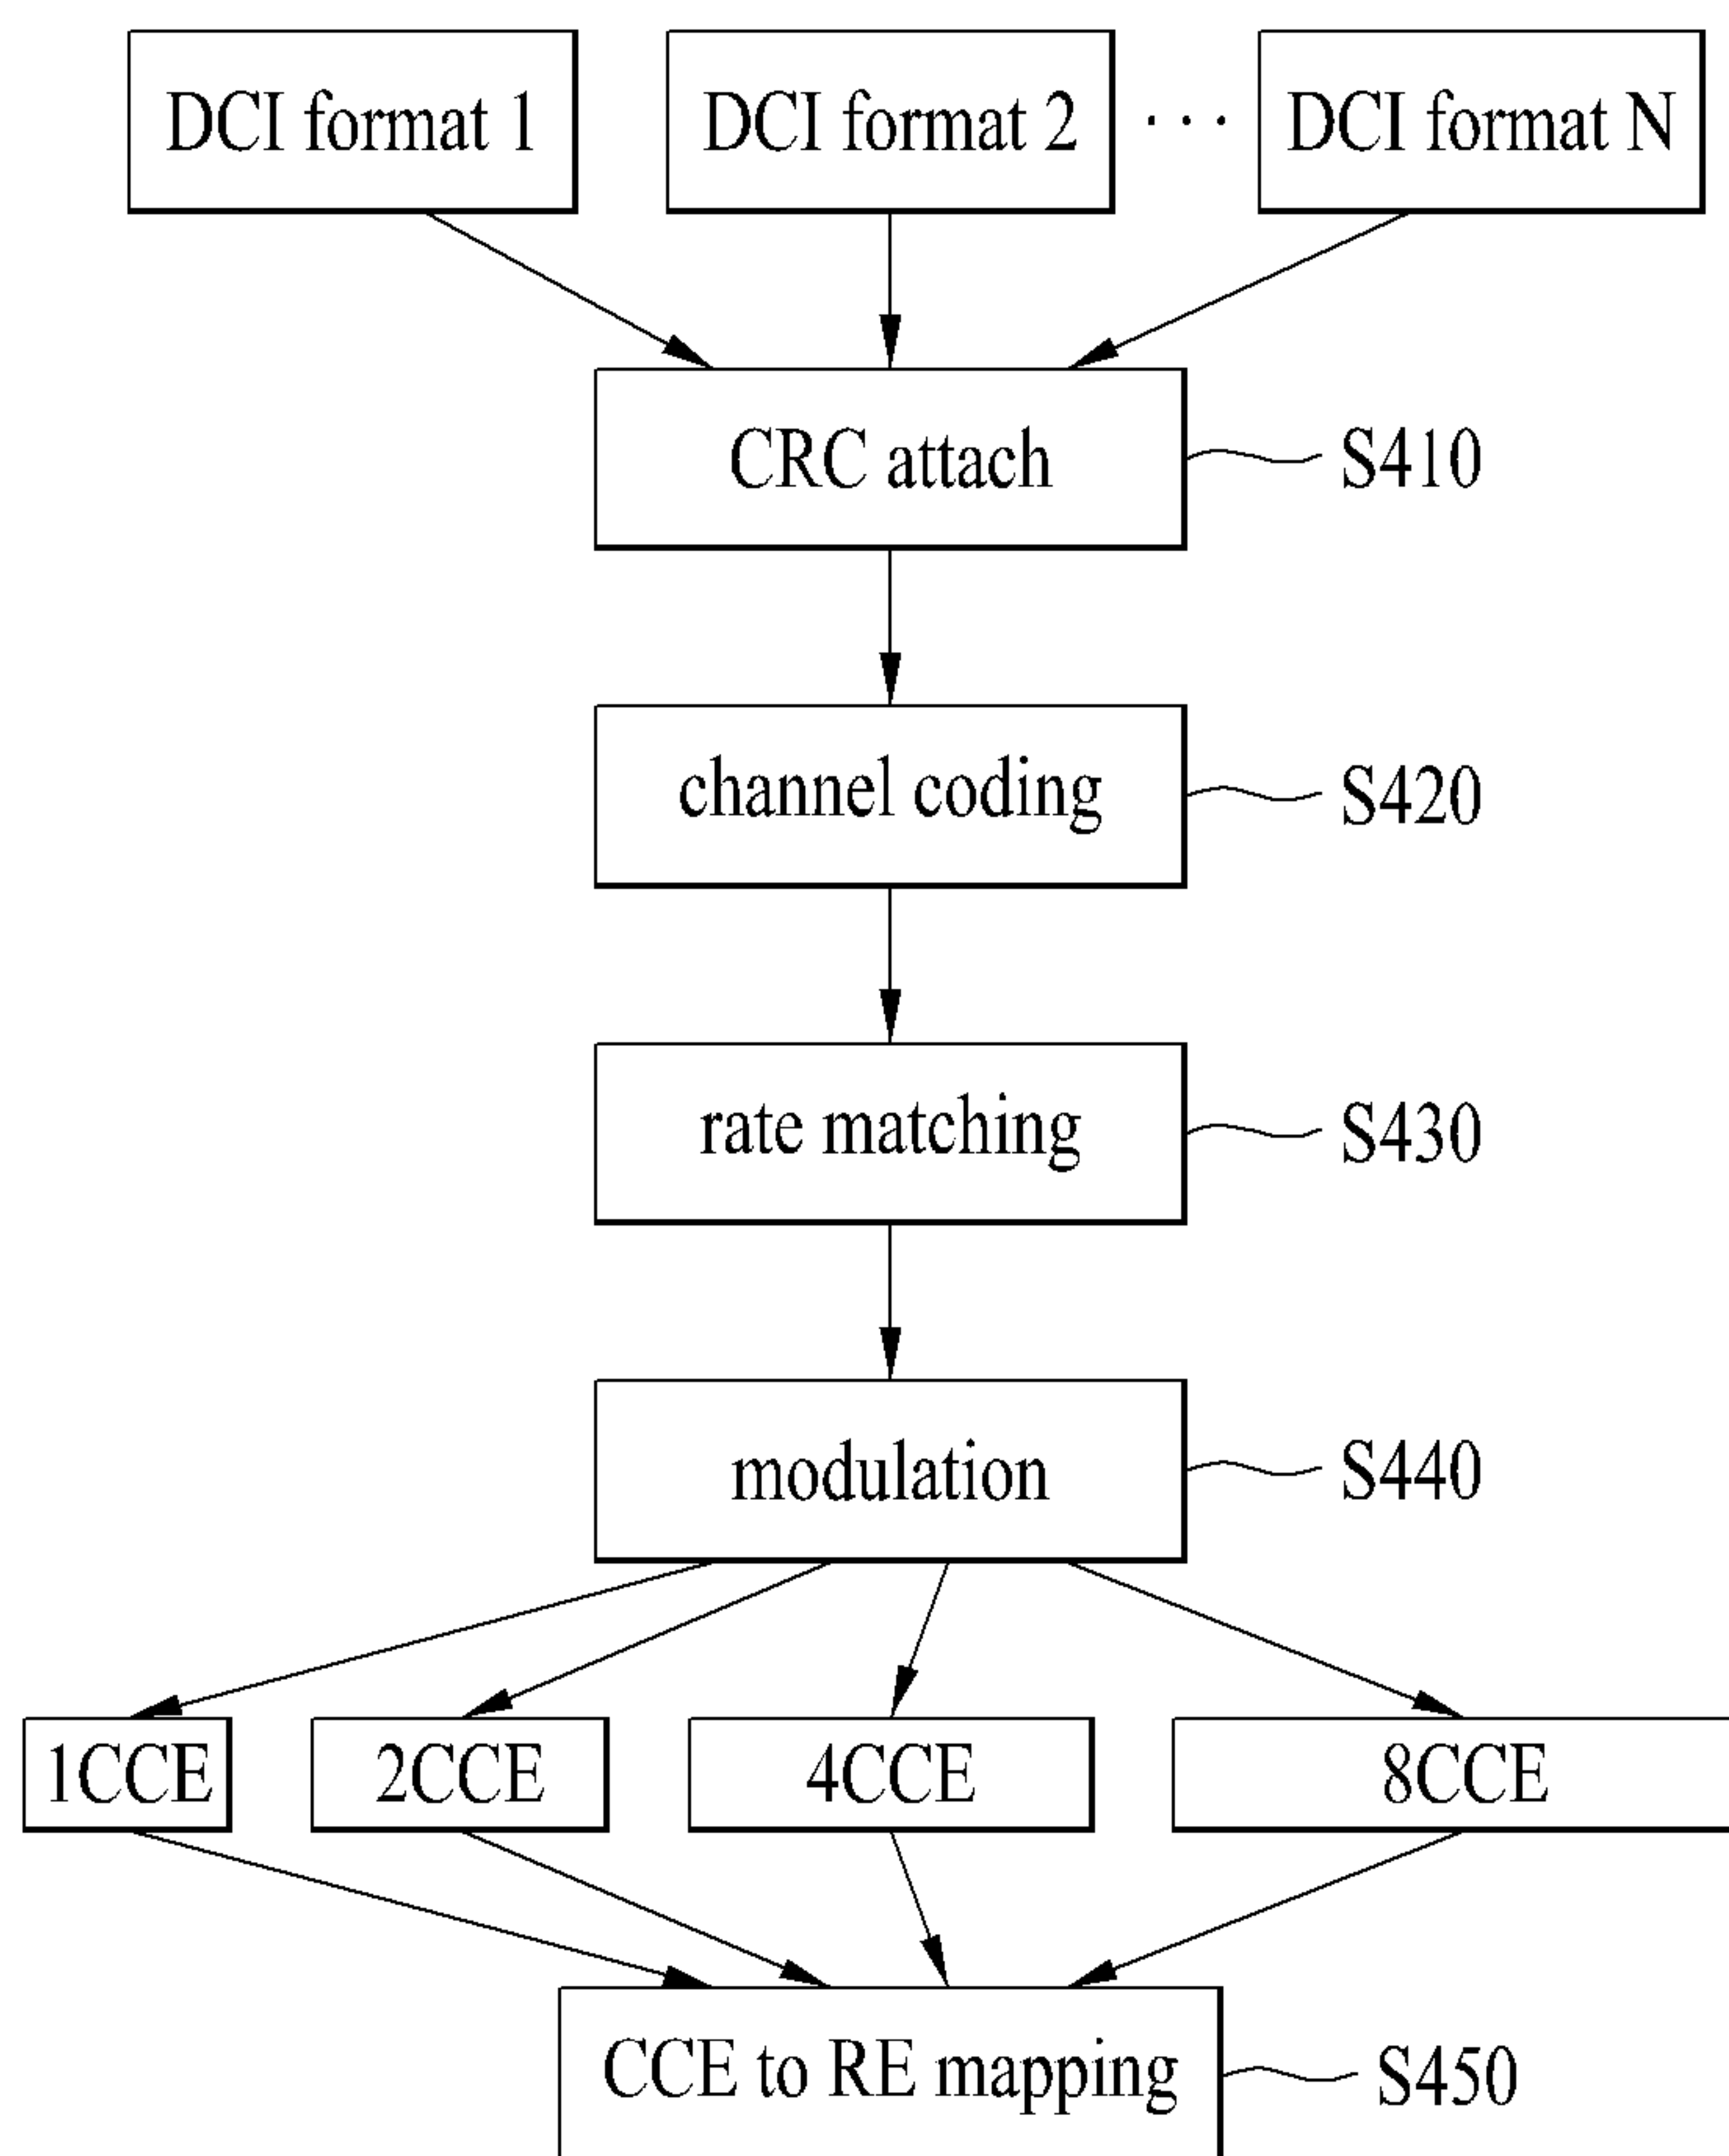 DCI format 1
DCI format 2
. . .
DCI format N
CRC attach
S410
channel coding
S420
rate matching
S430
modulation
S440
1CCE
2CCE
4CCE
8CCE
CCE to RE mapping
S450